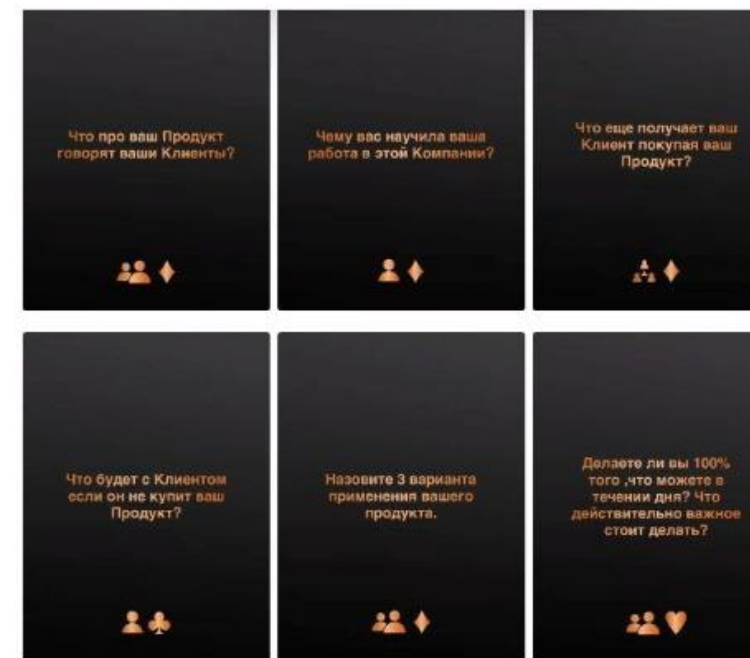 Что про ваш Продукт
говорят ваши Клиенты?
Чему вас научила ваша
работа в этой Компании?
Что еще получает ваш
Клиент покупая ваш
Продукт?
Что будет с Клиентом
если он не купит ваш
Продукт?
Назовите 3 варианта
применения вашего
продукта.
Делаете ли вы 100%
того ,что можете в
течении дня? Что
действительно важное
стоит делать?